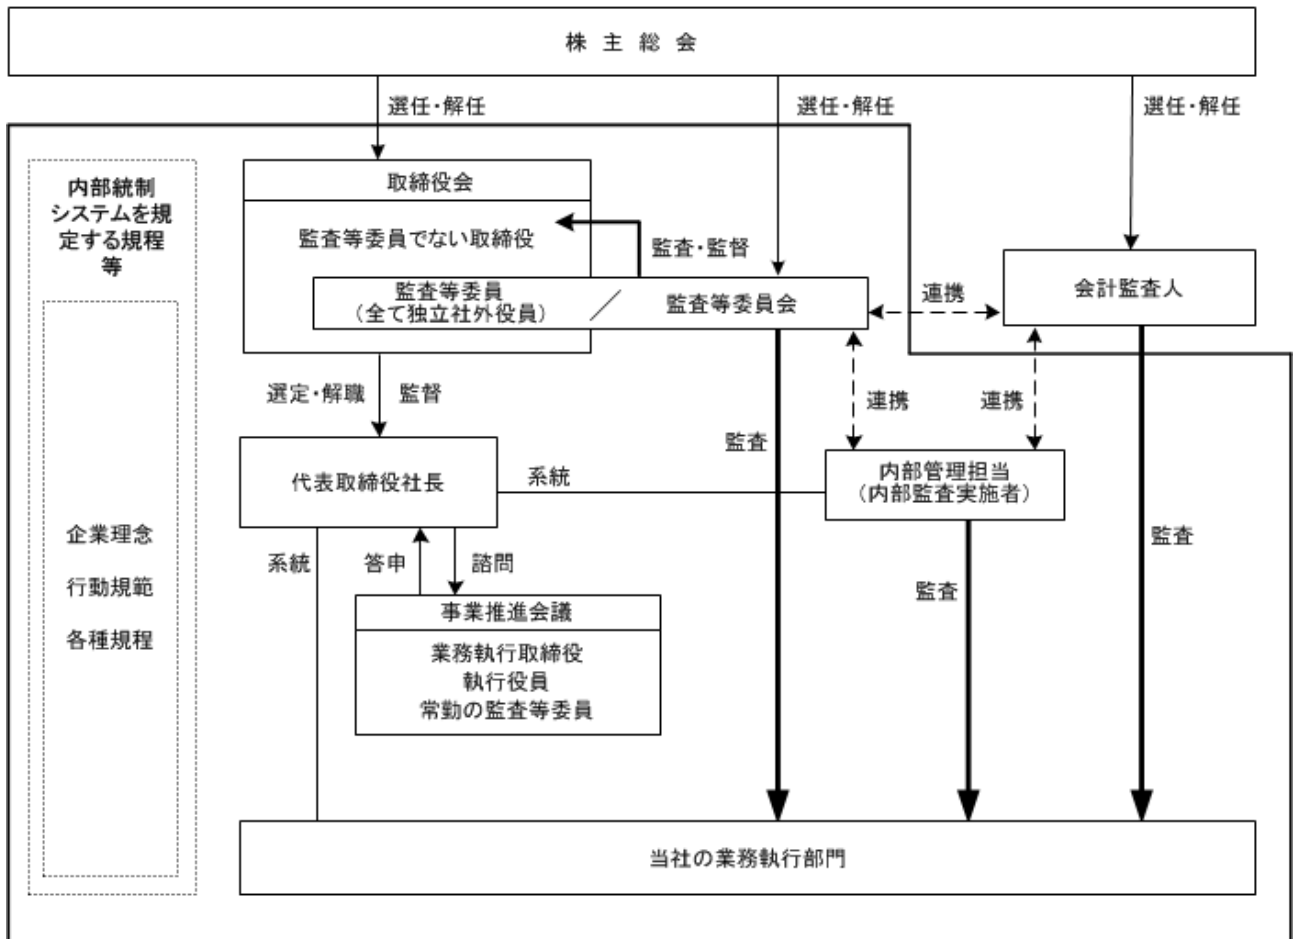 株 主 総 会
選任・解任
選任・解任
選任・解任
内部統制
システムを規
定する規程
等
企業理念
行動規範
各種規程
取締役会
監査等委員でない取締役
監査・監督
監査等委員
（全て独立社外役員）
／
監査等委員会
連携
会計監査人
選定・解職
監督
監査
連携
連携
代表取締役社長
系統
内部管理担当
（内部監査実施者）
系統
答申
諮問
監査
監査
事業推進会議
業務執行取締役
執行役員
常勤の監査等委員
当社の業務執行部門